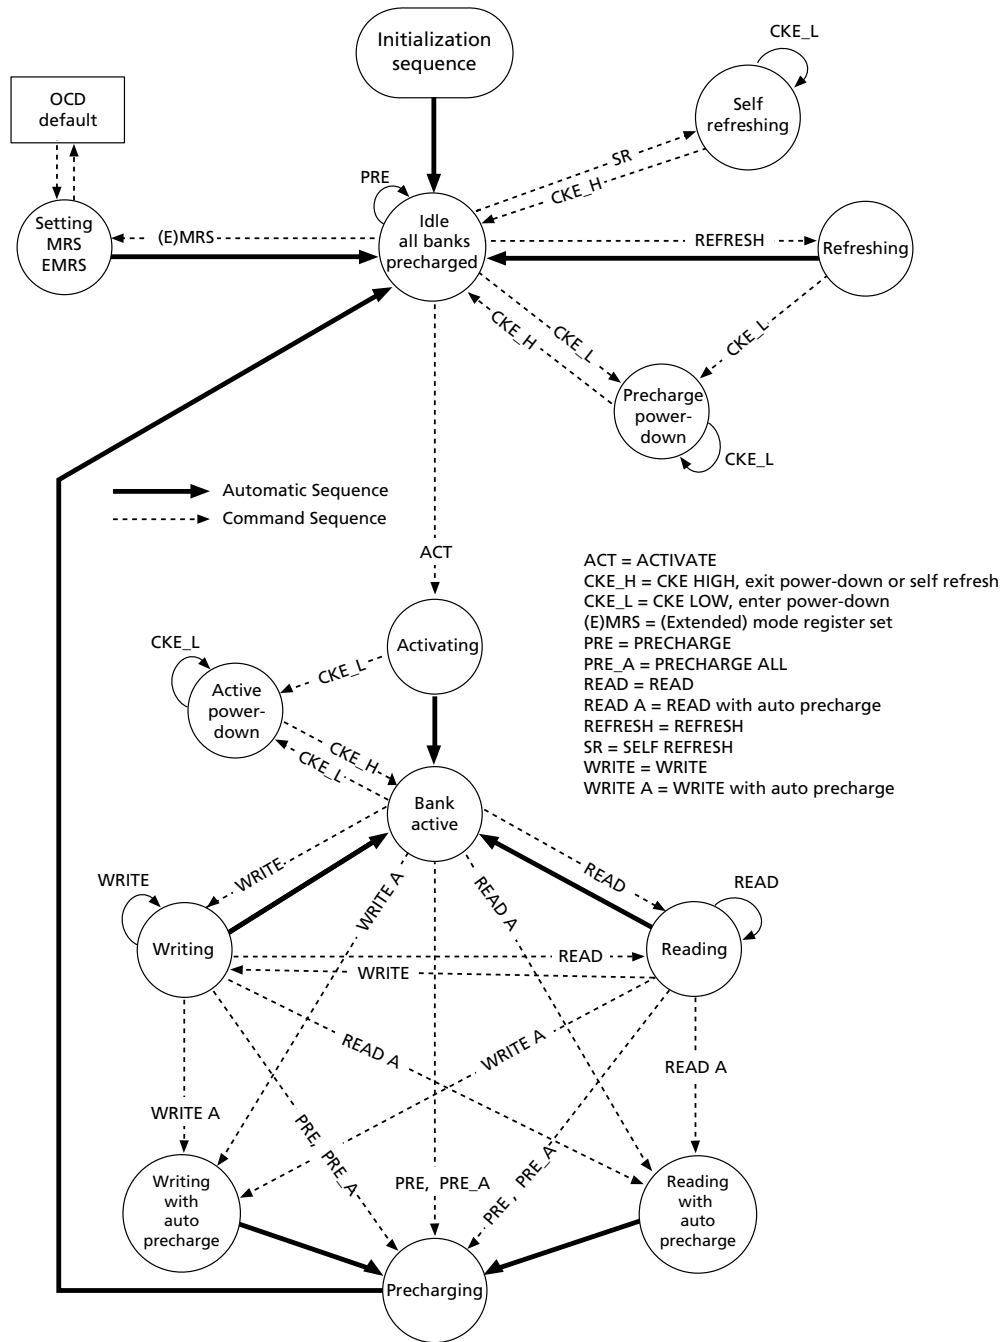 Initialization
sequence
CKE_L
OCD
default
Self
refreshing
SR
CKE_H
PRE
Setting
MRS
EMRS
(E)MRS
Idle
all banks
precharged
REFRESH
Refreshing
CKE_L
CKE_H
CKE_L
Precharge
power-
down
CKE_L
Automatic Sequence
Command Sequence
ACT
ACT = ACTIVATE
CKE_H = CKE HIGH, exit power-down or self refresh
CKE_L = CKE LOW, enter power-down
(E)MRS = (Extended) mode register set
PRE = PRECHARGE
PRE_A = PRECHARGE ALL
READ = READ
READ A = READ with auto precharge
REFRESH = REFRESH
SR = SELF REFRESH
WRITE = WRITE
WRITE A = WRITE with auto precharge
Activating
CKE_L
CKE_L
Active
power-
down
CKE_H
CKE_L
Bank
active
WRITE
WRITE
WRITE A
READ A
READ
READ
Writing
READ
WRITE
Reading
READ A
WRITE A
READ A
WRITE A
PRE, PRE_A
PRE, PRE_A
PRE, PRE_A
Writing
with
auto
precharge
Reading
with
auto
precharge
Precharging